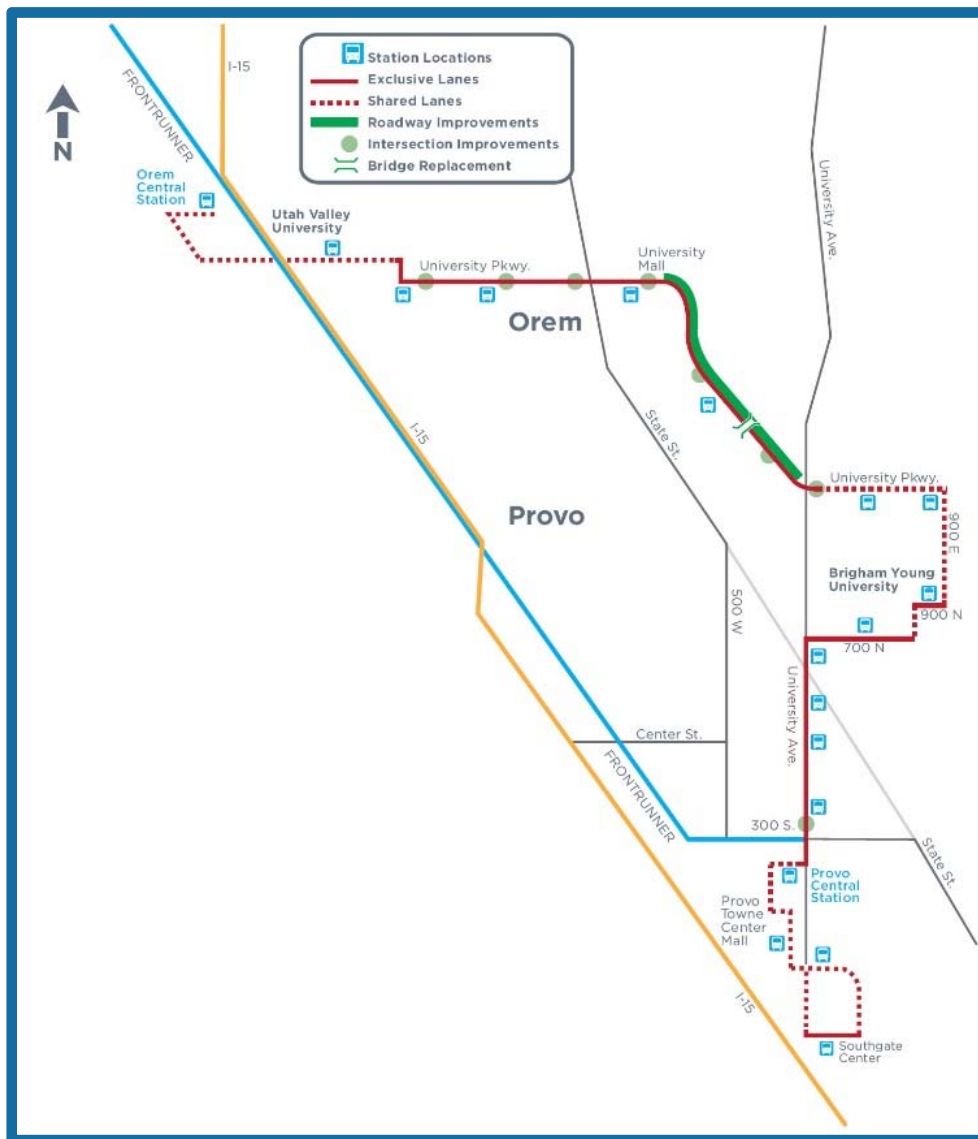 Station Locations
Exclusive Lanes
Shared Lanes
Roadway Improvements
Intersection Improvements
Bridge Replacement
N
I-15
FRONTRUNNER
Orem
Central
Station
Utah Valley
University
University Pkwy.
University
Mall
University Ave.
Orem
I-15
State St.
Provo
University Pkwy.
900 E
Brigham Young
University
900 N
700 N
500 W
University Ave.
Center St.
FRONTRUNNER
300 S.
State St.
Provo
Central
Station
Provo
Towne
Center
Mall
I-15
Southgate
Center